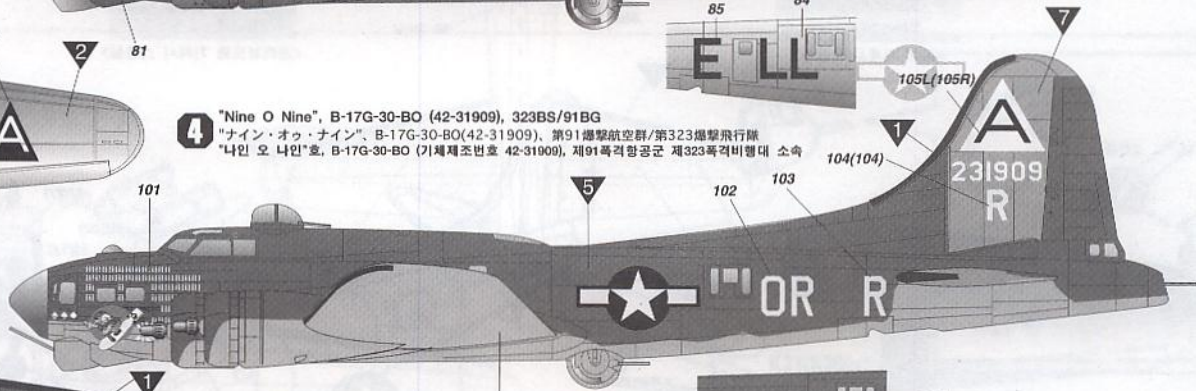 85
84
E LL
81
2
A
4
"Nine O Nine", B-17G-30-BO (42-31909), 323BS/91BG
"ナイン・オゥ・ナイン"、B-17G-30-BO(42-31909)、第91爆撃航空群/第323爆撃飛行隊
"나인 오 나인"호, B-17G-30-BO (기체제조번호 42-31909), 제91폭격항공군 제323폭격비행대 소속
7
105L(105R)
1
A
104(104)
231909
R
101
5
102
103
OR R
1